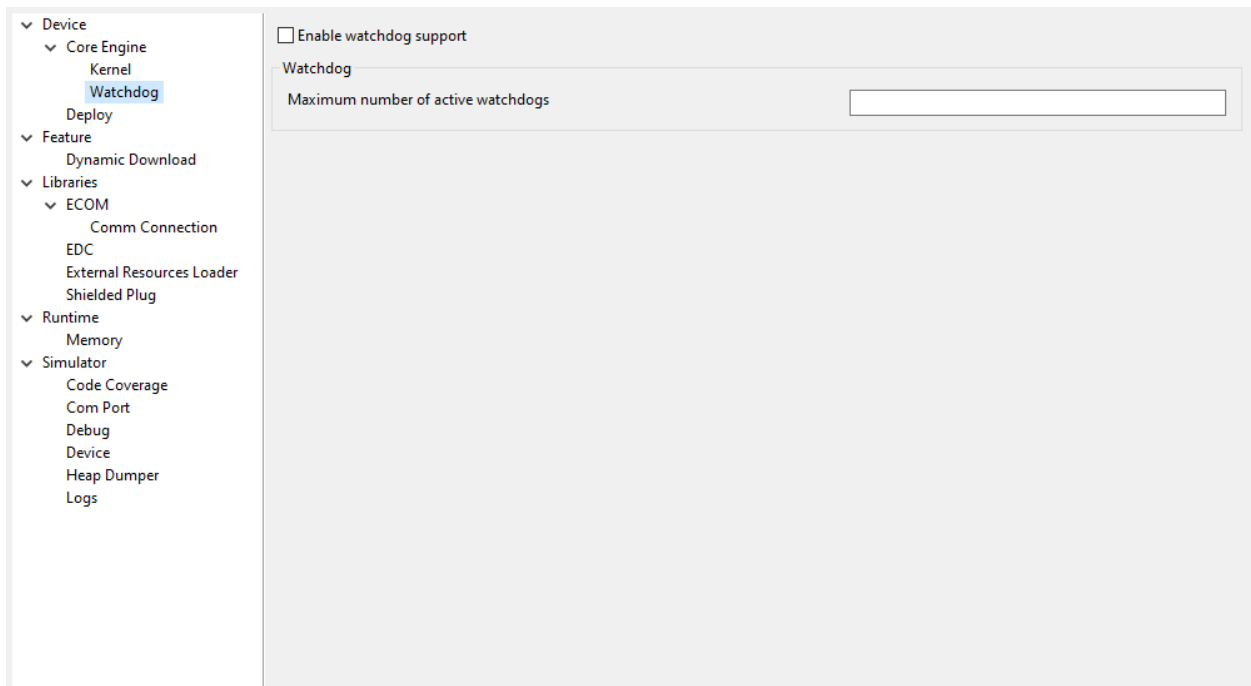 Device
Core Engine
Kernel
Watchdog
Deploy
Feature
Dynamic Download
Libraries
ECOM
Comm Connection
EDC
External Resources Loader
Shielded Plug
Runtime
Memory
Simulator
Code Coverage
Com Port
Debug
Device
Heap Dumper
Logs
Enable watchdog support
Watchdog
Maximum number of active watchdogs